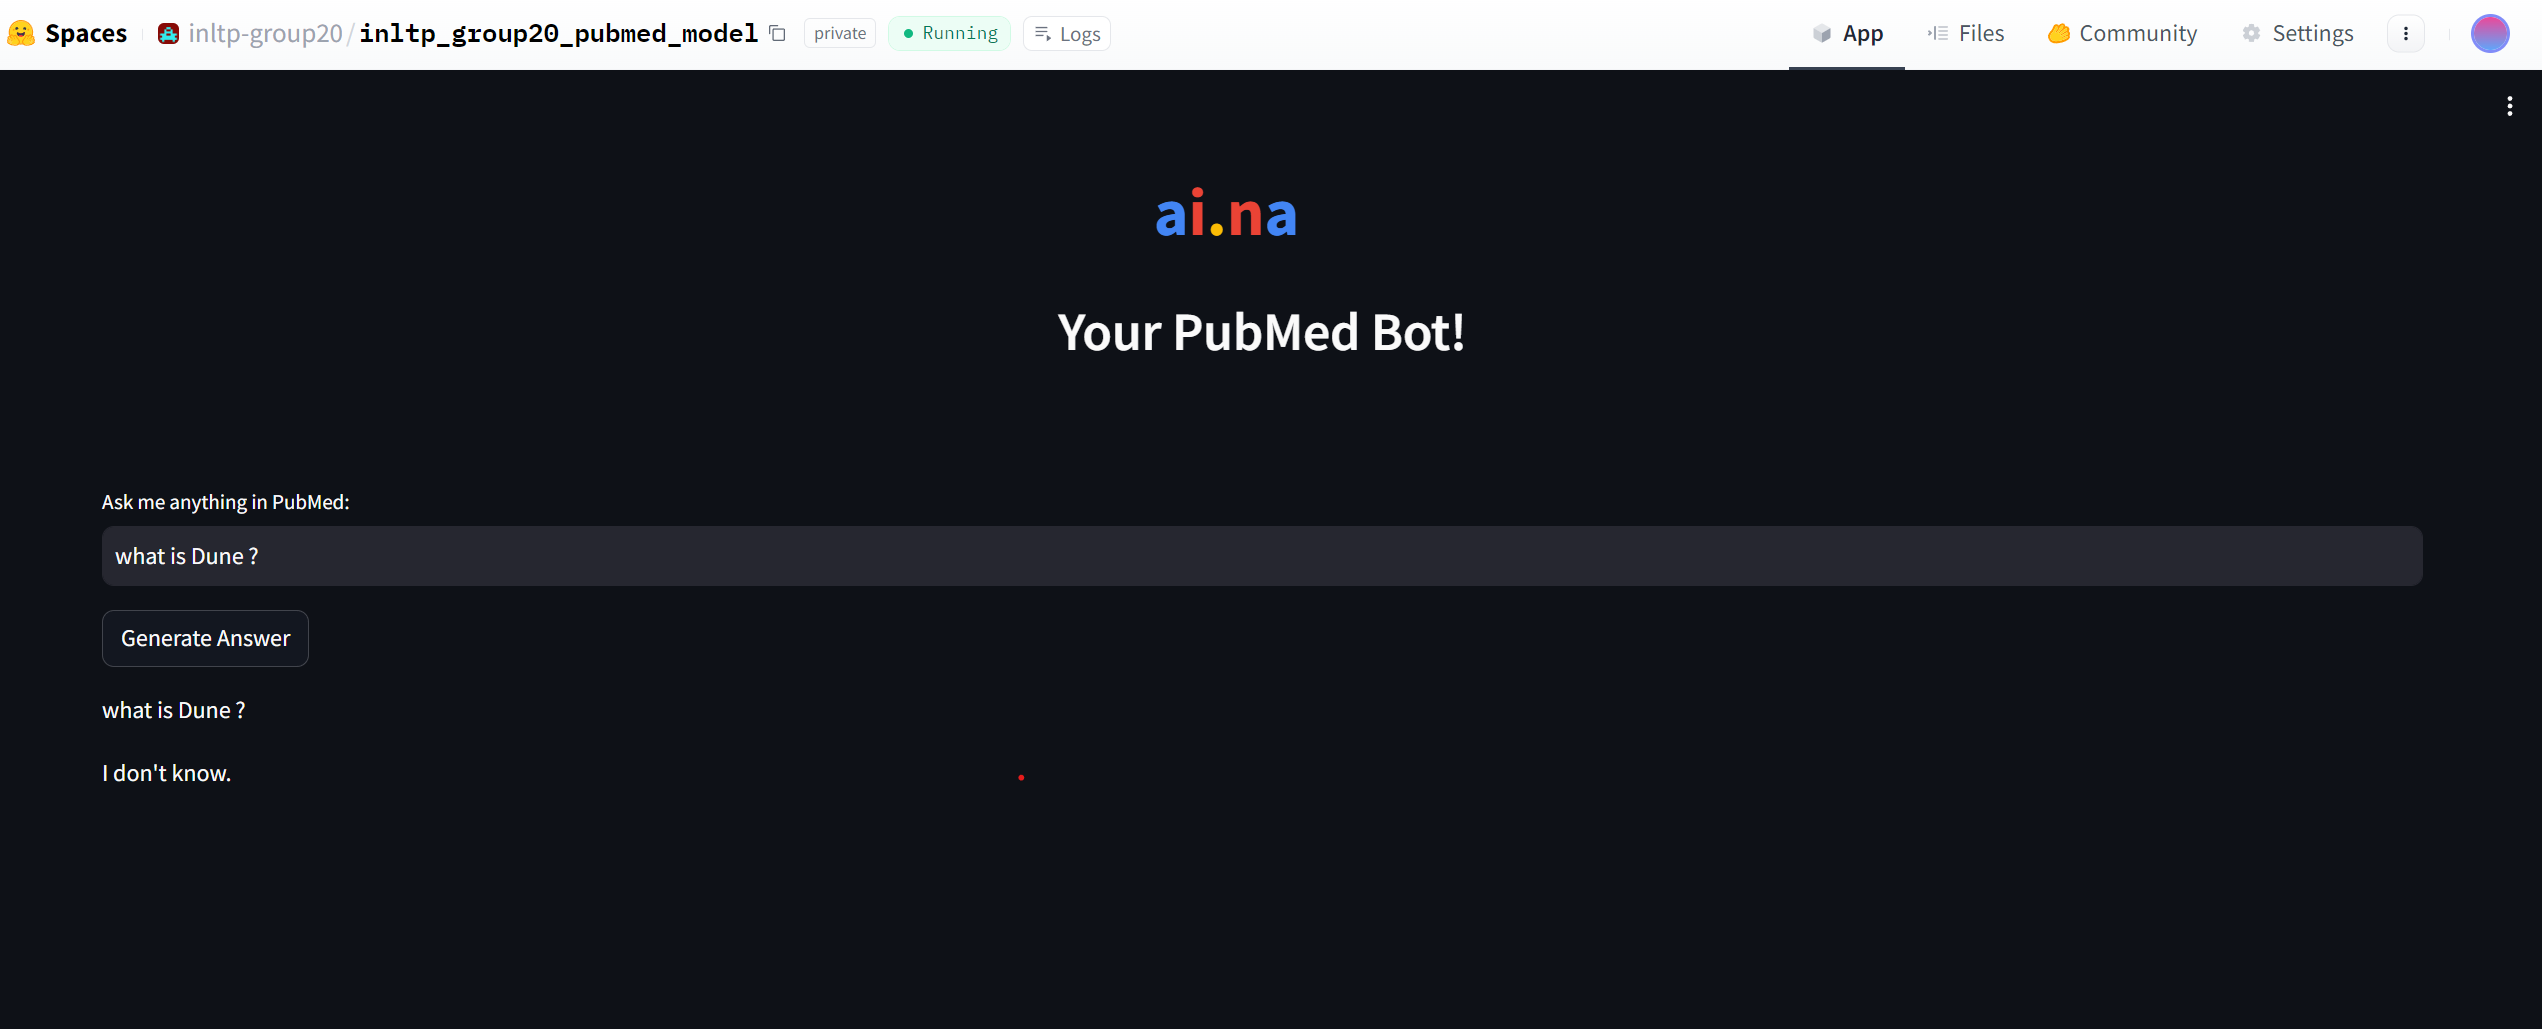 Spaces inltp-group20/inltp_group20_pubmed_model private Running Logs App Files Community Settings
ai.na
Your PubMed Bot!
Ask me anything in PubMed:
what is Dune ?
Generate Answer
what is Dune ?
I don't know.